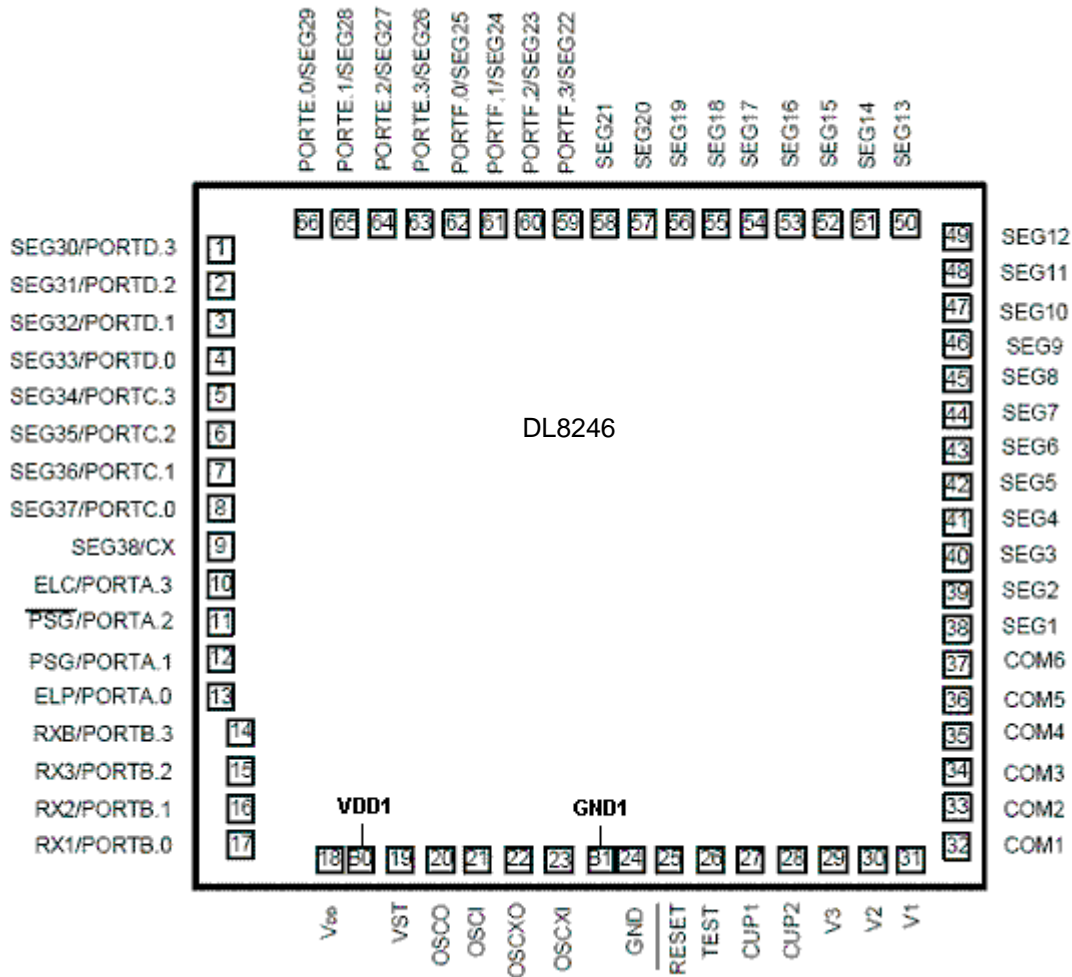 PORTE.0/SEG29
PORTE.1/SEG28
PORTE.2/SEG27
PORTE.3/SEG26
PORTF.0/SEG25
PORTF.1/SEG24
PORTF.2/SEG23
PORTF.3/SEG22
SEG21
SEG20
SEG19
SEG18
SEG17
SEG16
SEG15
SEG14
SEG13
66 65 64 63 62 61 60 59 58 57 56 55 54 53 52 51 50
SEG30/PORTD.3 1
SEG31/PORTD.2 2
SEG32/PORTD.1 3
SEG33/PORTD.0 4
SEG34/PORTC.3 5
SEG35/PORTC.2 6
SEG36/PORTC.1 7
SEG37/PORTC.0 8
SEG38/CX 9
ELC/PORTA.3 10
PSG/PORTA.2 11
PSG/PORTA.1 12
ELP/PORTA.0 13
RXB/PORTB.3 14
RX3/PORTB.2 15
RX2/PORTB.1 16
RX1/PORTB.0 17
DL8246
49 SEG12
48 SEG11
47 SEG10
46 SEG9
45 SEG8
44 SEG7
43 SEG6
42 SEG5
41 SEG4
40 SEG3
39 SEG2
38 SEG1
37 COM6
36 COM5
35 COM4
34 COM3
33 COM2
32 COM1
VDD1
GND1
18 B0 19 20 21 22 23 B1 24 25 26 27 28 29 30 31
VST
OSCO
OSCI
OSCXO
OSCXI
GND
RESET
TEST
CUP1
CUP2
V3
V2
V1